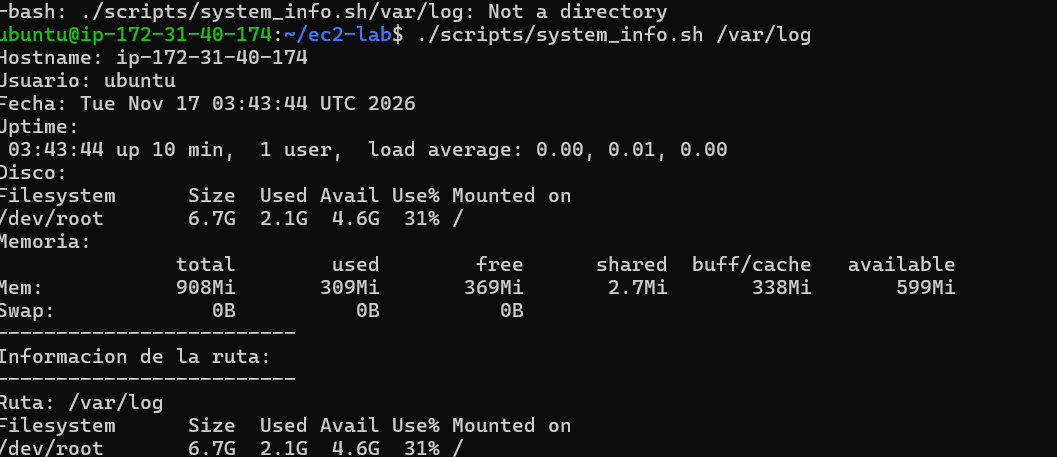 -bash: ./scripts/system_info.sh/var/log: Not a directory
ubuntu@ip-172-31-40-174:~/ec2-lab$ ./scripts/system_info.sh /var/log
Hostname: ip-172-31-40-174
Usuario: ubuntu
Fecha: Tue Nov 17 03:43:44 UTC 2026
Uptime:
 03:43:44 up 10 min,  1 user,  load average: 0.00, 0.01, 0.00
Disco:
Filesystem      Size  Used Avail Use% Mounted on
/dev/root       6.7G  2.1G  4.6G  31% /
Memoria:
               total        used        free      shared  buff/cache   available
Mem:           908Mi       309Mi       369Mi       2.7Mi       338Mi       599Mi
Swap:             0B          0B          0B
-------------------------
Informacion de la ruta:
-------------------------
Ruta: /var/log
Filesystem      Size  Used Avail Use% Mounted on
/dev/root       6.7G  2.1G  4.6G  31% /